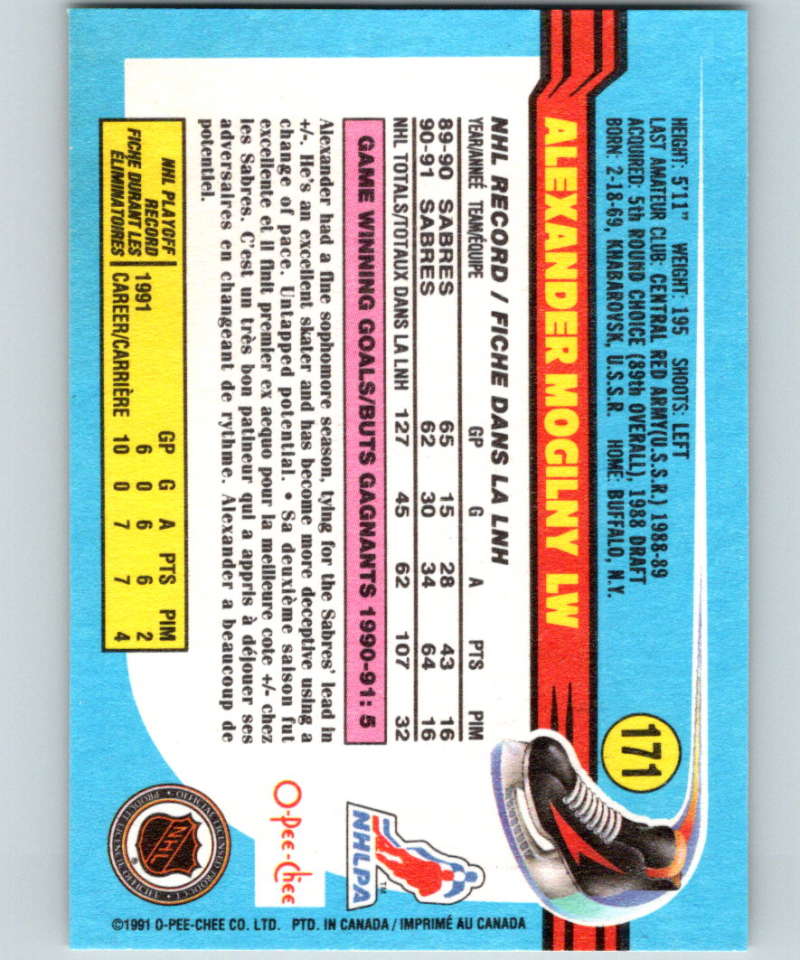 171
HEIGHT: 5'11" WEIGHT: 195 SHOOTS: LEFT
LAST AMATEUR CLUB: CENTRAL RED ARMY(U.S.S.R.) 1988-89
ACQUIRED: 5th ROUND CHOICE (89th OVERALL), 1988 DRAFT
BORN: 2-18-69, KHABAROVSK, U.S.S.R. HOME: BUFFALO, N.Y.
ALEXANDER MOGILNY LW
NHL RECORD / FICHE DANS LA LNH
YEAR/ANNÉE TEAM/ÉQUIPE GP G A PTS PIM
89-90 SABRES 65 15 28 43 16
90-91 SABRES 62 30 34 64 16
NHL TOTALS/TOTAUX DANS LA LNH 127 45 62 107 32
GAME WINNING GOALS/BUTS GAGNANTS 1990-91: 5
Alexander had a fine sophomore season, tying for the Sabres' lead in
+/-. He's an excellent skater and has become more deceptive using a
change of pace. Untapped potential. • Sa deuxième saison fut
excellente et il finit premier ex aequo pour la meilleure cote +/- chez
les Sabres. C'est un très bon patineur qui a appris à déjouer ses
adversaires en changeant de rythme. Alexander a beaucoup de
potentiel.
NHL PLAYOFF
RECORD
FICHE DURANT LES
ÉLIMINATOIRES
GP G A PTS PIM
1991 6 0 6 6 2
CAREER/CARRIÈRE 10 0 7 7 4
NHLPA
TM
O-Pee-Chee
NHL
OFFICIAL LICENSED PRODUCT
©1991 O-PEE-CHEE CO. LTD. PTD. IN CANADA / IMPRIMÉ AU CANADA